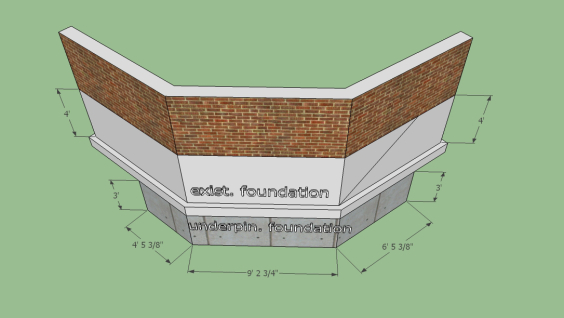 4'
4'
exist. foundation
3'
3'
underpin. foundation
4' 5 3/8"
6' 5 3/8"
9' 2 3/4"